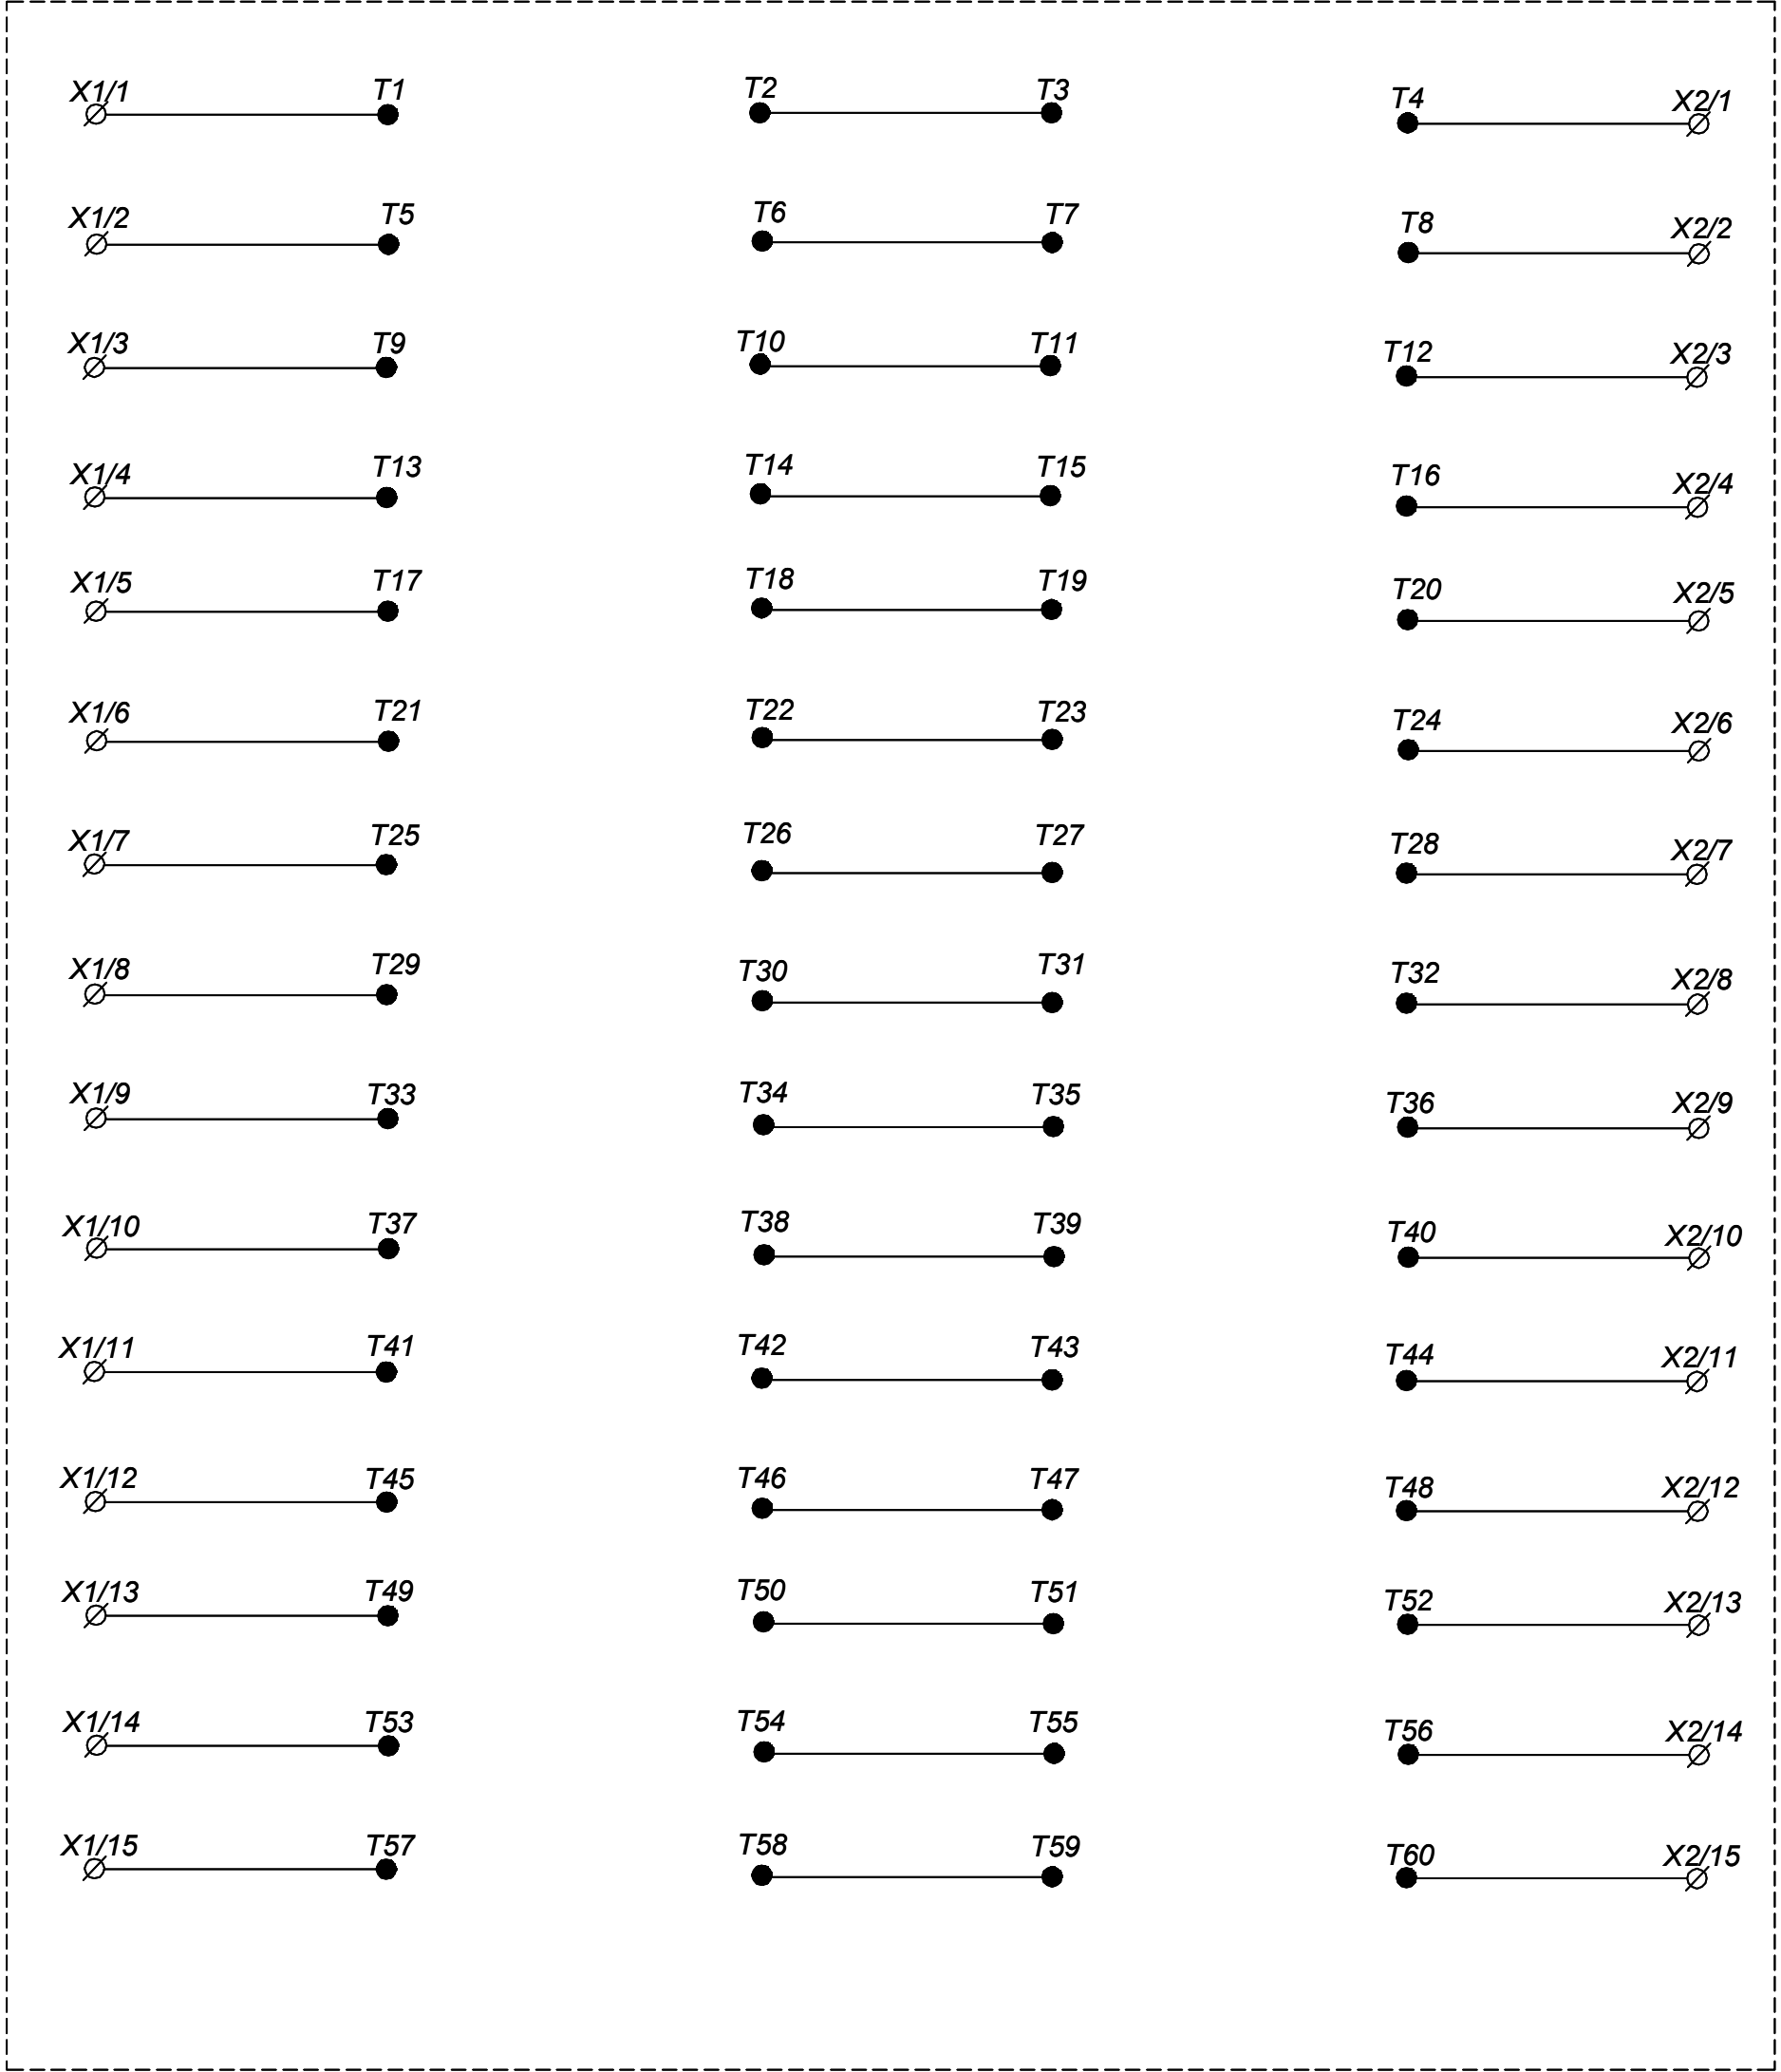 X1/1 T1 T2 T3 T4 X2/1
X1/2 T5 T6 T7 T8 X2/2
X1/3 T9 T10 T11 T12 X2/3
X1/4 T13 T14 T15 T16 X2/4
X1/5 T17 T18 T19 T20 X2/5
X1/6 T21 T22 T23 T24 X2/6
X1/7 T25 T26 T27 T28 X2/7
X1/8 T29 T30 T31 T32 X2/8
X1/9 T33 T34 T35 T36 X2/9
X1/10 T37 T38 T39 T40 X2/10
X1/11 T41 T42 T43 T44 X2/11
X1/12 T45 T46 T47 T48 X2/12
X1/13 T49 T50 T51 T52 X2/13
X1/14 T53 T54 T55 T56 X2/14
X1/15 T57 T58 T59 T60 X2/15